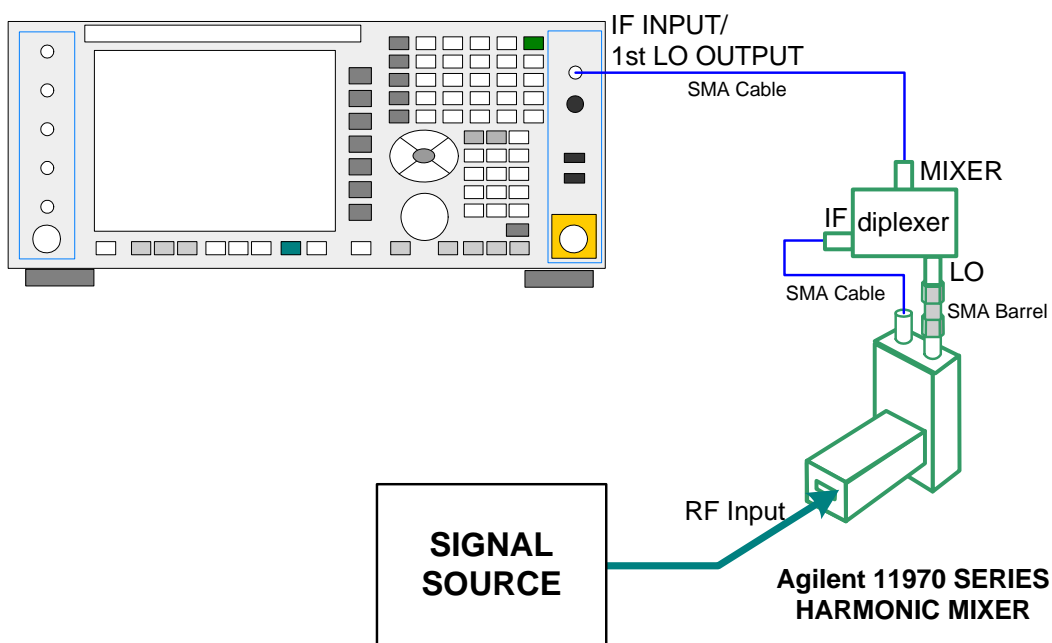 IF INPUT/
1st LO OUTPUT
SMA Cable
MIXER
IF
diplexer
LO
SMA Cable
SMA Barrel
RF Input
SIGNAL
SOURCE
Agilent 11970 SERIES
HARMONIC MIXER